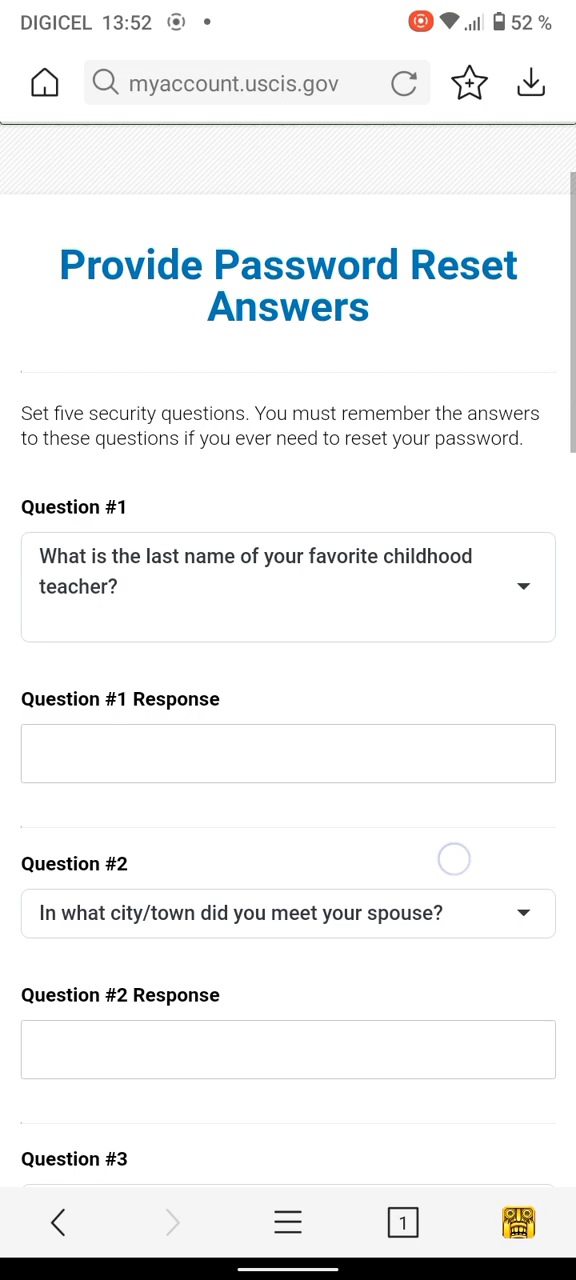 DIGICEL 13:52 52 %
myaccount.uscis.gov
Provide Password Reset
Answers
Set five security questions. You must remember the answers
to these questions if you ever need to reset your password.
Question #1
What is the last name of your favorite childhood
teacher?
Question #1 Response
Question #2
In what city/town did you meet your spouse?
Question #2 Response
Question #3
1